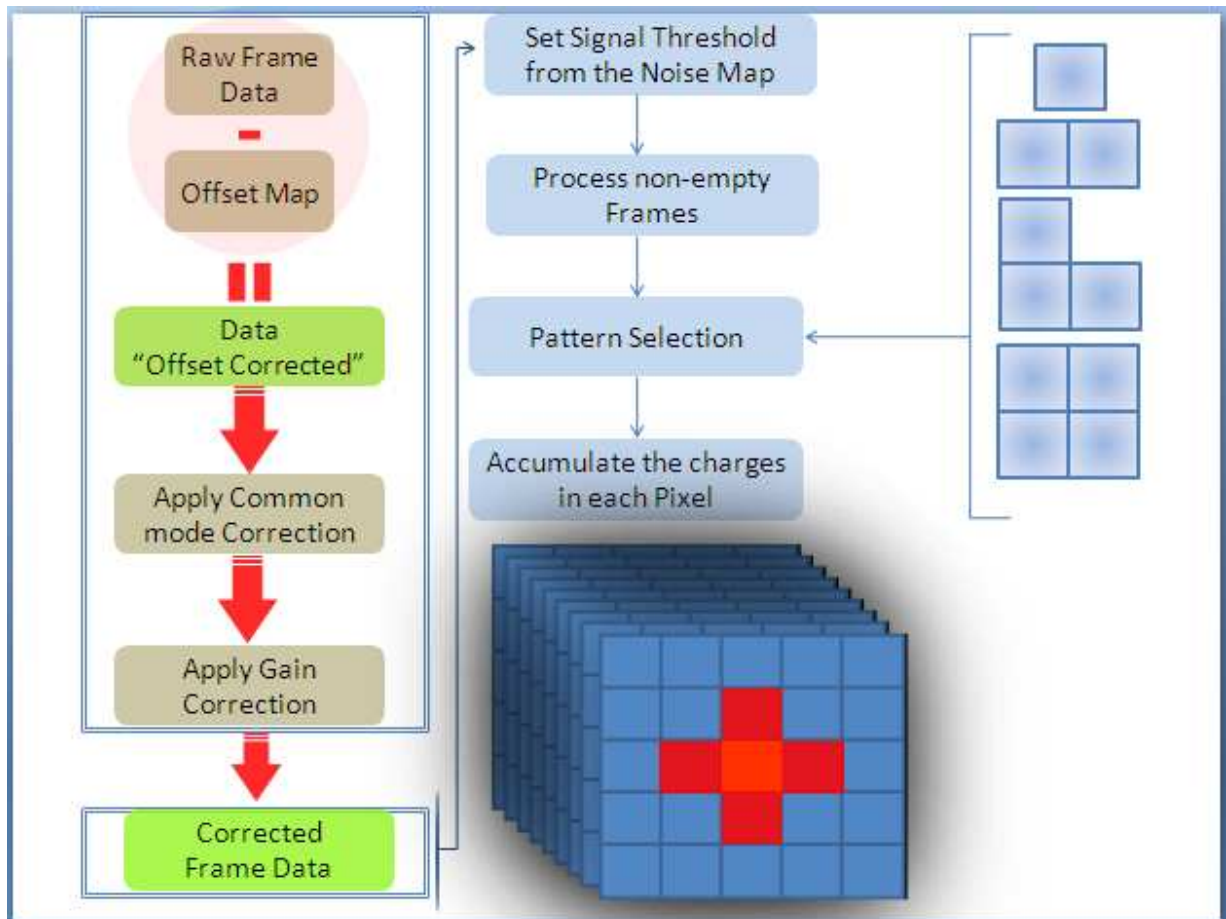 Raw Frame
Data
-
Offset Map
Data
“Offset Corrected”
Apply Common
mode Correction
Apply Gain
Correction
Corrected
Frame Data
Set Signal Threshold
from the Noise Map
Process non-empty
Frames
Pattern Selection
Accumulate the charges
in each Pixel